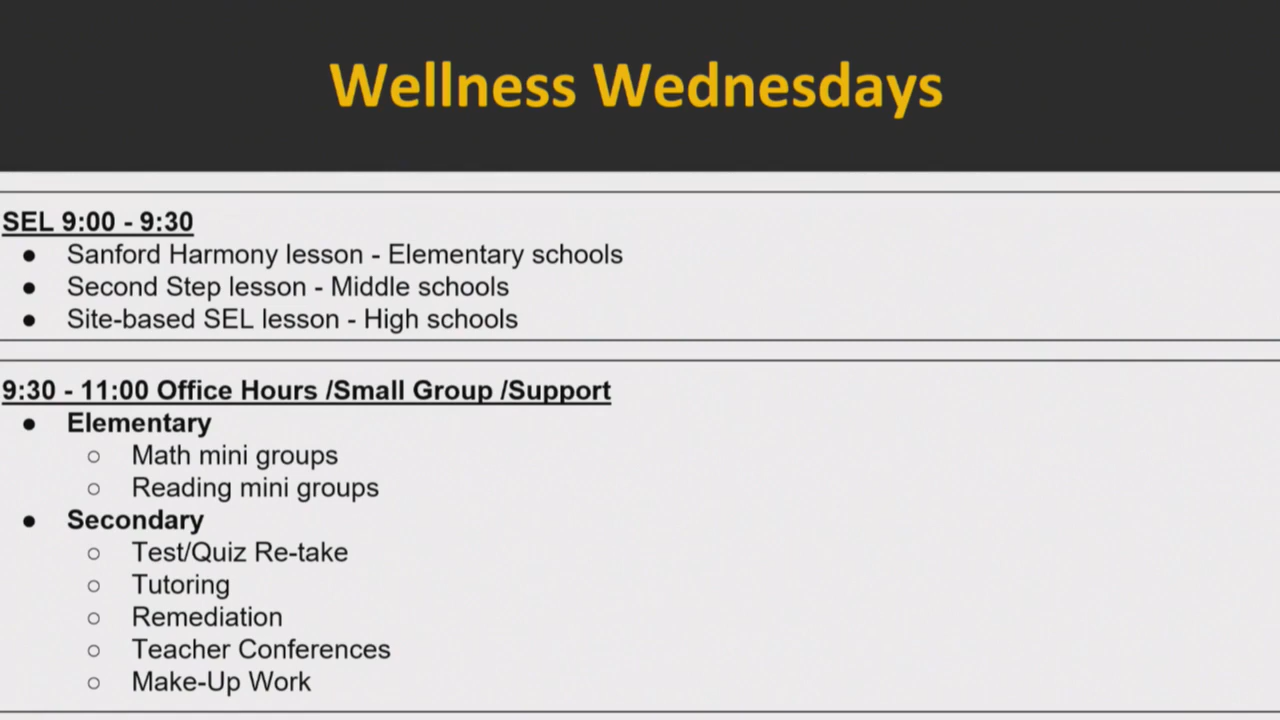 Wellness Wednesdays
SEL 9:00 - 9:30
● Sanford Harmony lesson - Elementary schools
● Second Step lesson - Middle schools
● Site-based SEL lesson - High schools
9:30 - 11:00 Office Hours /Small Group /Support
● Elementary
○ Math mini groups
○ Reading mini groups
● Secondary
○ Test/Quiz Re-take
○ Tutoring
○ Remediation
○ Teacher Conferences
○ Make-Up Work